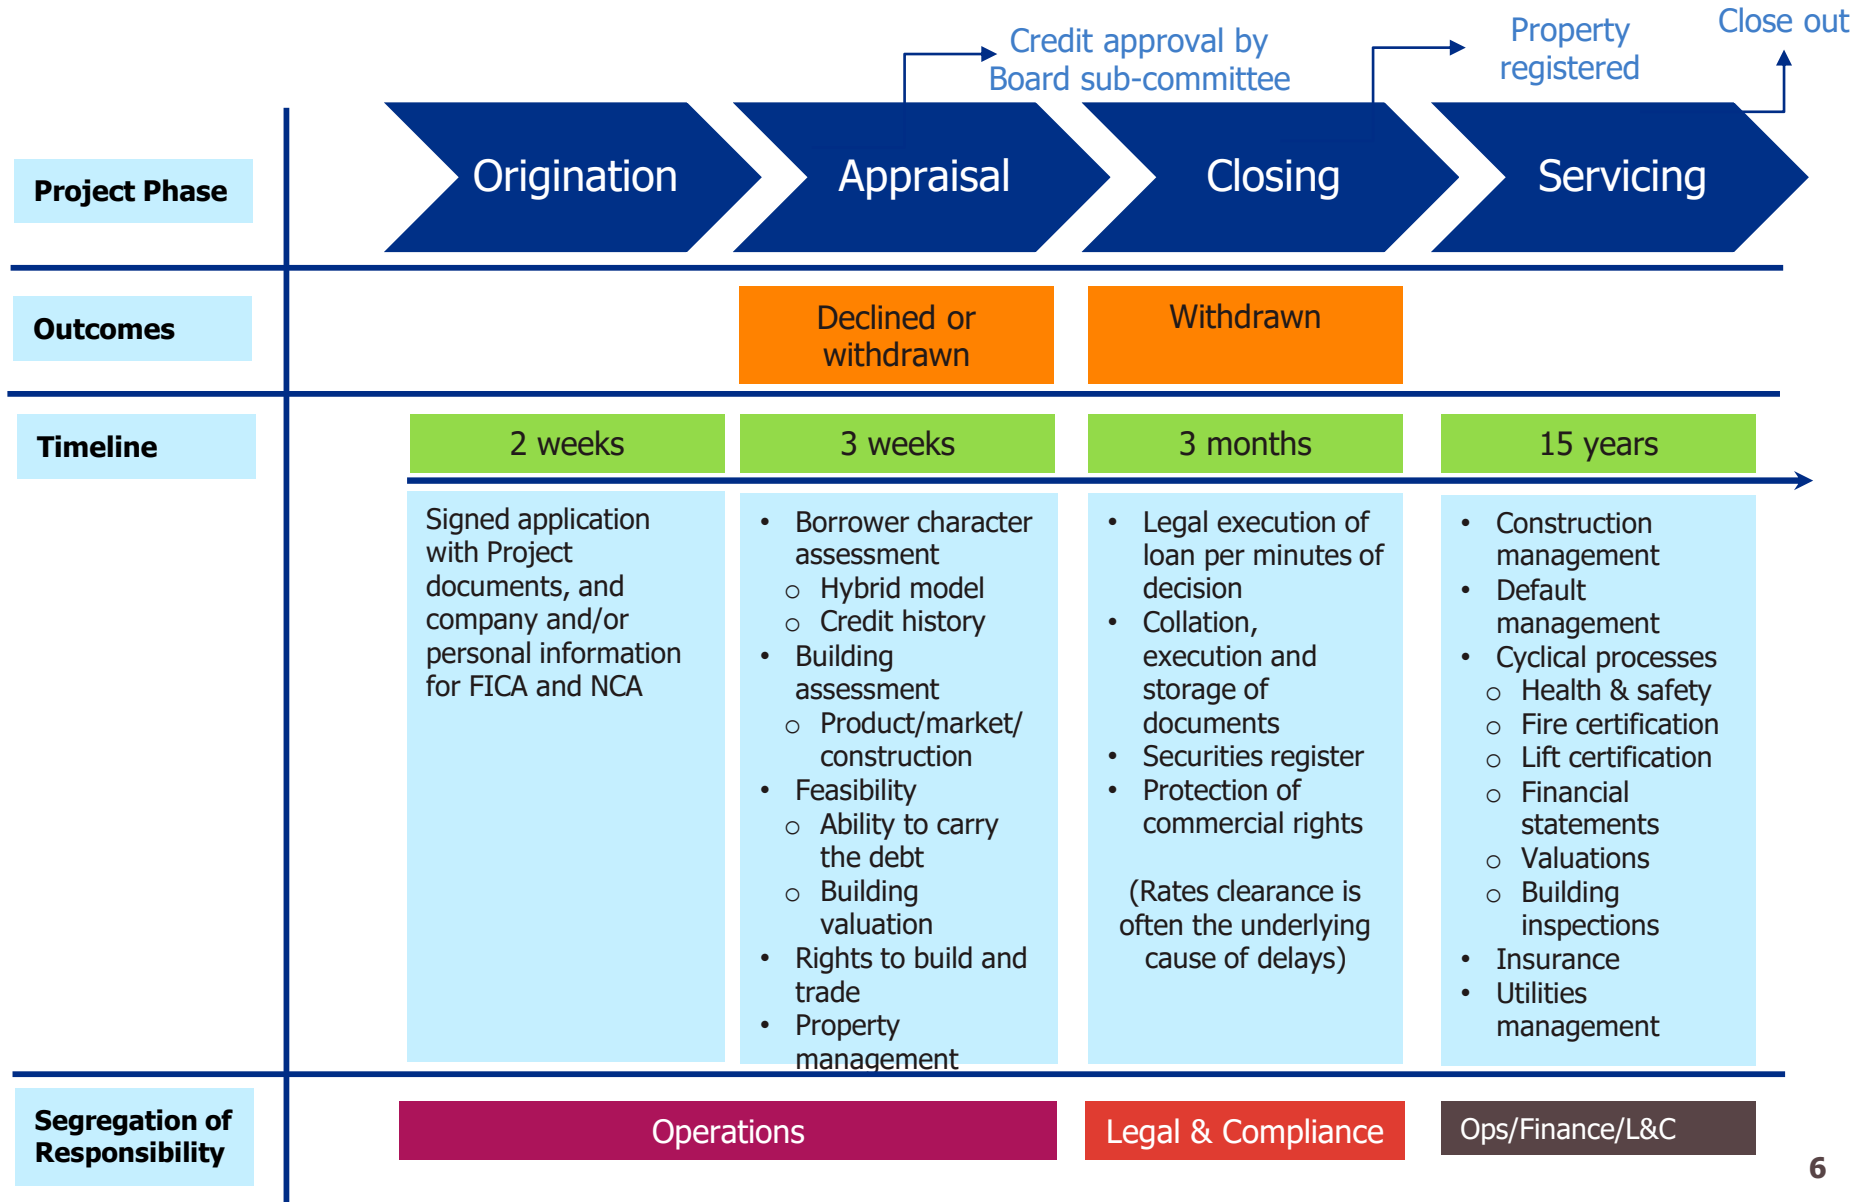 Credit approval by
Board sub-committee
Property
registered
Close out
Project Phase
Origination
Appraisal
Closing
Servicing
Outcomes
Declined or
withdrawn
Withdrawn
Timeline
2 weeks
3 weeks
3 months
15 years
Signed application
with Project
documents, and
company and/or
personal information
for FICA and NCA
• Borrower character
assessment
o Hybrid model
o Credit history
• Building
assessment
o Product/market/
construction
• Feasibility
o Ability to carry
the debt
o Building
valuation
• Rights to build and
trade
• Property
management
• Legal execution of
loan per minutes of
decision
• Collation,
execution and
storage of
documents
• Securities register
• Protection of
commercial rights
(Rates clearance is
often the underlying
cause of delays)
• Construction
management
• Default
management
• Cyclical processes
o Health & safety
o Fire certification
o Lift certification
o Financial
statements
o Valuations
o Building
inspections
• Insurance
• Utilities
management
Segregation of
Responsibility
Operations
Legal & Compliance
Ops/Finance/L&C
6